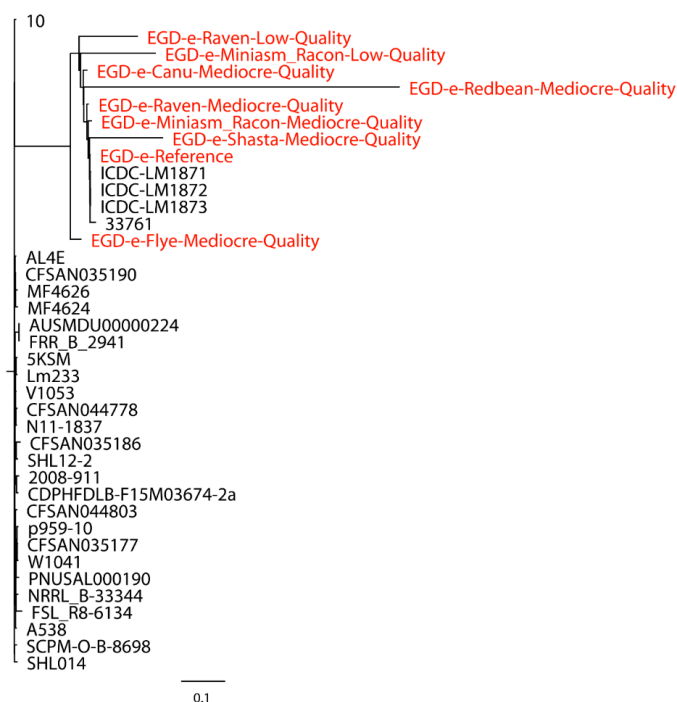 10
EGD-e-Raven-Low-Quality
EGD-e-Miniasm_Racon-Low-Quality
EGD-e-Canu-Mediocre-Quality
EGD-e-Redbean-Mediocre-Quality
EGD-e-Raven-Mediocre-Quality
EGD-e-Miniasm_Racon-Mediocre-Quality
EGD-e-Shasta-Mediocre-Quality
EGD-e-Reference
ICDC-LM1871
ICDC-LM1872
ICDC-LM1873
33761
EGD-e-Flye-Mediocre-Quality
AL4E
CFSAN035190
MF4626
MF4624
AUSMDU00000224
FRR_B_2941
5KSM
Lm233
V1053
CFSAN044778
N11-1837
CFSAN035186
SHL12-2
2008-911
CDPHFDLB-F15M03674-2a
CFSAN044803
p959-10
CFSAN035177
W1041
PNUSAL000190
NRRL_B-33344
FSL_R8-6134
A538
SCPM-O-B-8698
SHL014
0.1